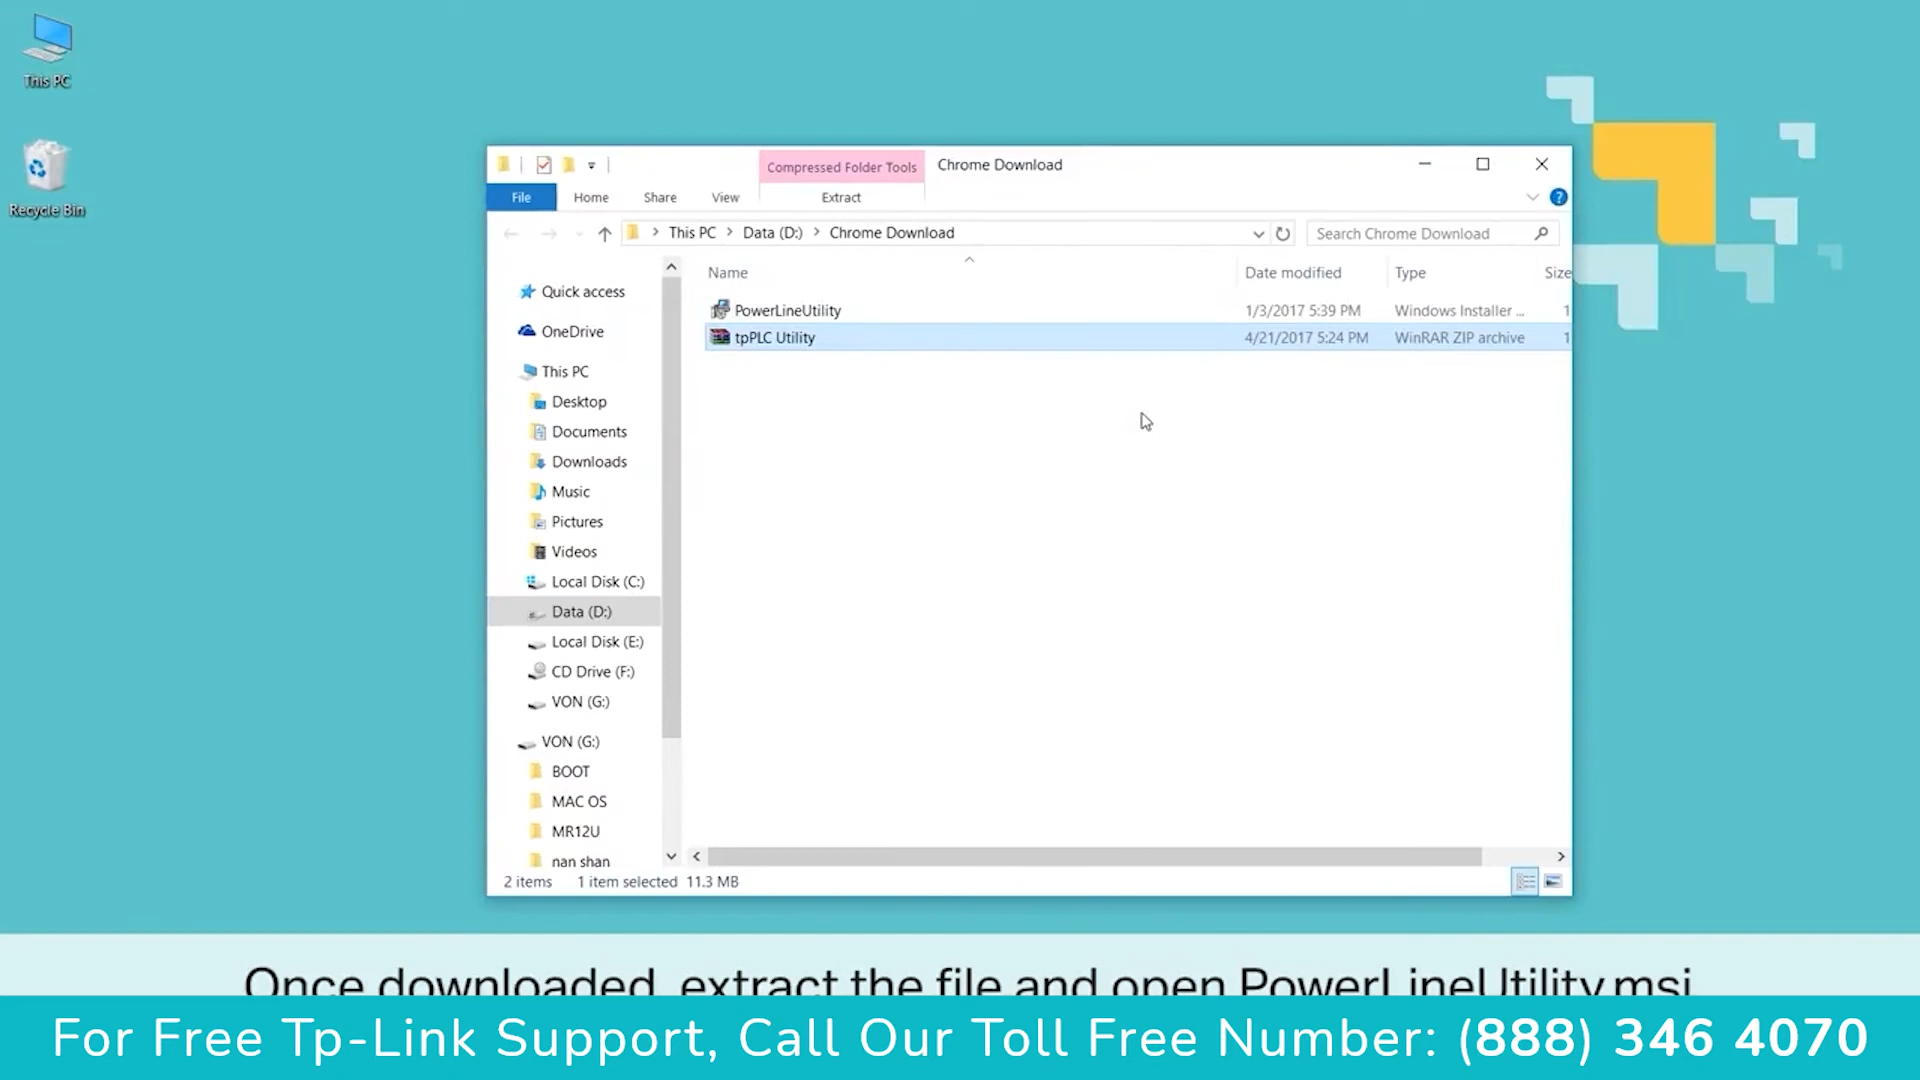 This PC
Recycle Bin
Compressed Folder Tools
Chrome Download
File
Home
Share
View
Extract
This PC
Data (D:)
Chrome Download
Search Chrome Download
Name
Date modified
Type
Size
PowerLineUtility
1/3/2017 5:39 PM
Windows Installer ...
1
tpPLC Utility
4/21/2017 5:24 PM
WinRAR ZIP archive
1
Quick access
OneDrive
This PC
Desktop
Documents
Downloads
Music
Pictures
Videos
Local Disk (C:)
Data (D:)
Local Disk (E:)
CD Drive (F:)
VON (G:)
VON (G:)
BOOT
MAC OS
MR12U
nan shan
2 items
1 item selected 11.3 MB
Once downloaded, extract the file and open PowerLineUtility.msi
For Free Tp-Link Support, Call Our Toll Free Number: (888) 346 4070